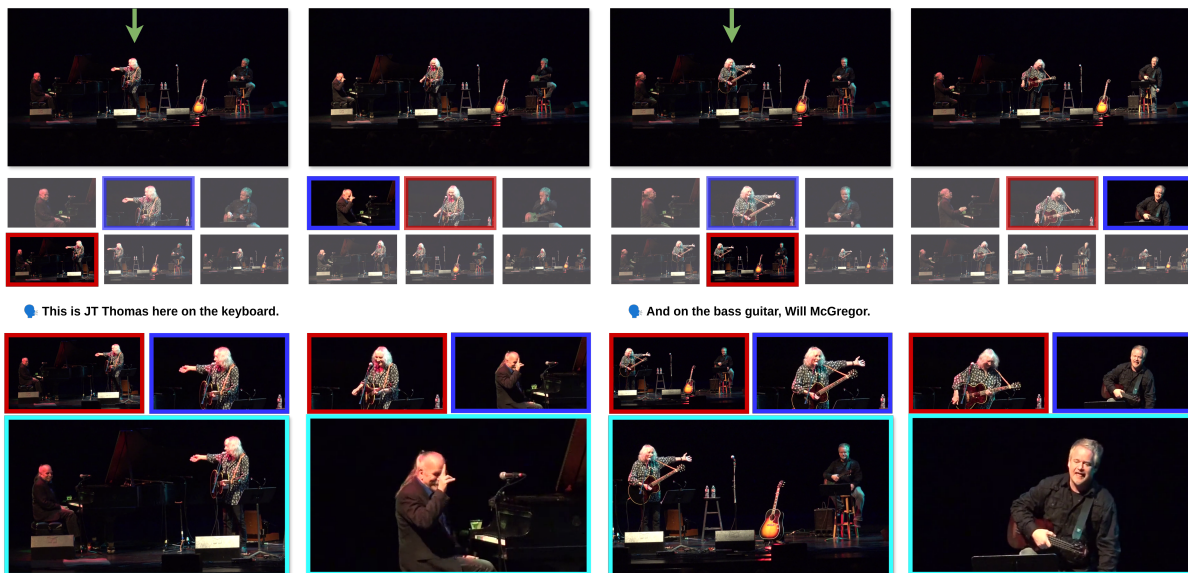 This is JT Thomas here on the keyboard.
And on the bass guitar, Will McGregor.